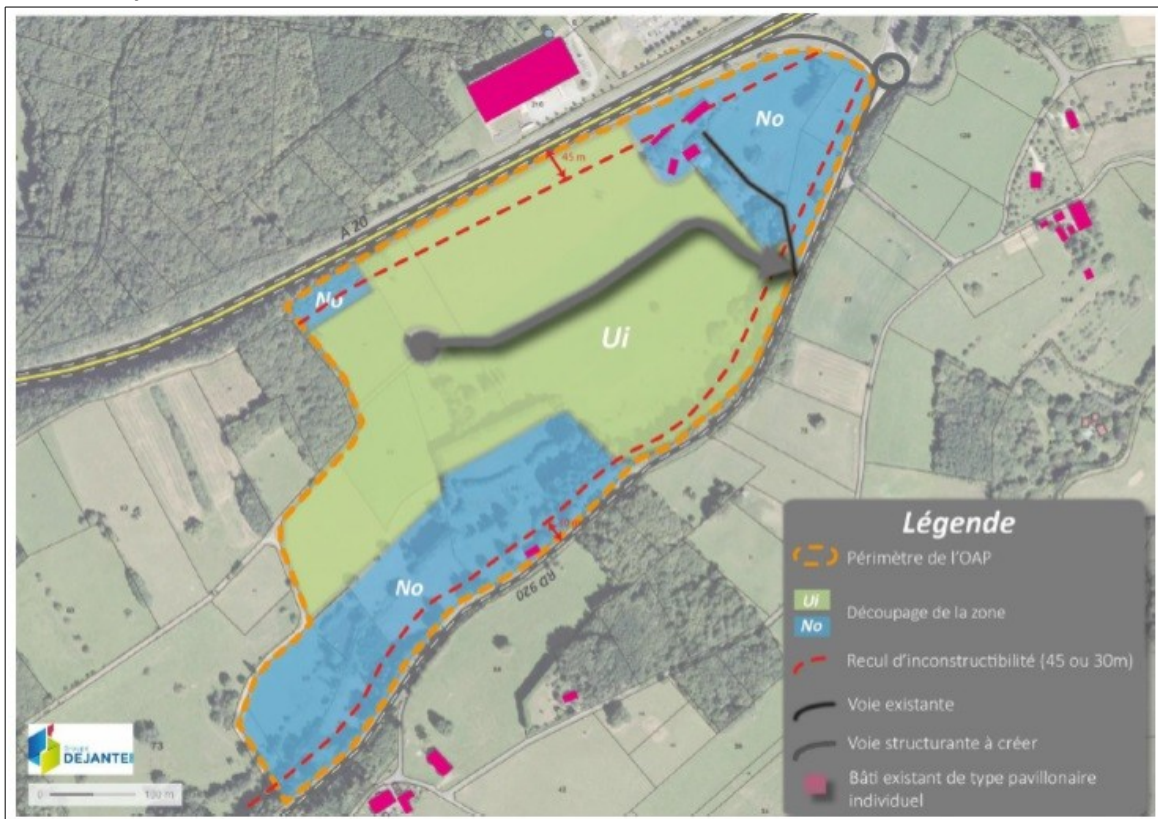 No
45 m
A 20
No
Ui
No
30 m
RD 920
Légende
Périmètre de l'OAP
Ui
No
Découpage de la zone
Recul d'inconstructibilité (45 ou 30m)
Voie existante
Voie structurante à créer
Bâti existant de type pavillonaire
individuel
Groupe
DEJANTE
73
0 100 m